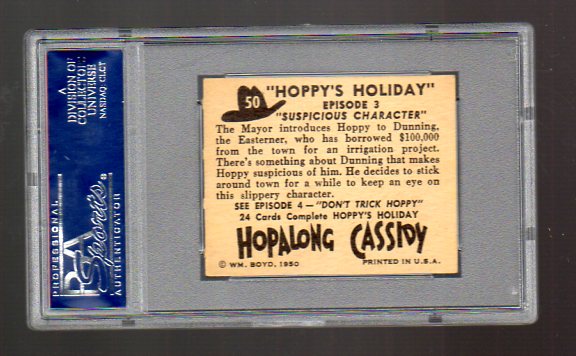 A
DIVISION OF
COLLECTORS
UNIVERSE
NASDAQ: CLCT
PROFESSIONAL
PSA
Sports
AUTHENTICATOR
®
50
"HOPPY'S HOLIDAY"
EPISODE 3
"SUSPICIOUS CHARACTER"
The Mayor introduces Hoppy to Dunning,
the Easterner, who has borrowed $100,000
from the town for an irrigation project.
There's something about Dunning that makes
Hoppy suspicious of him. He decides to stick
around town for a while to keep an eye on
this slippery character.
SEE EPISODE 4—"DON'T TRICK HOPPY"
24 Cards Complete HOPPY'S HOLIDAY
HOPALONG CASSIDY
© WM. BOYD, 1950 PRINTED IN U.S.A.